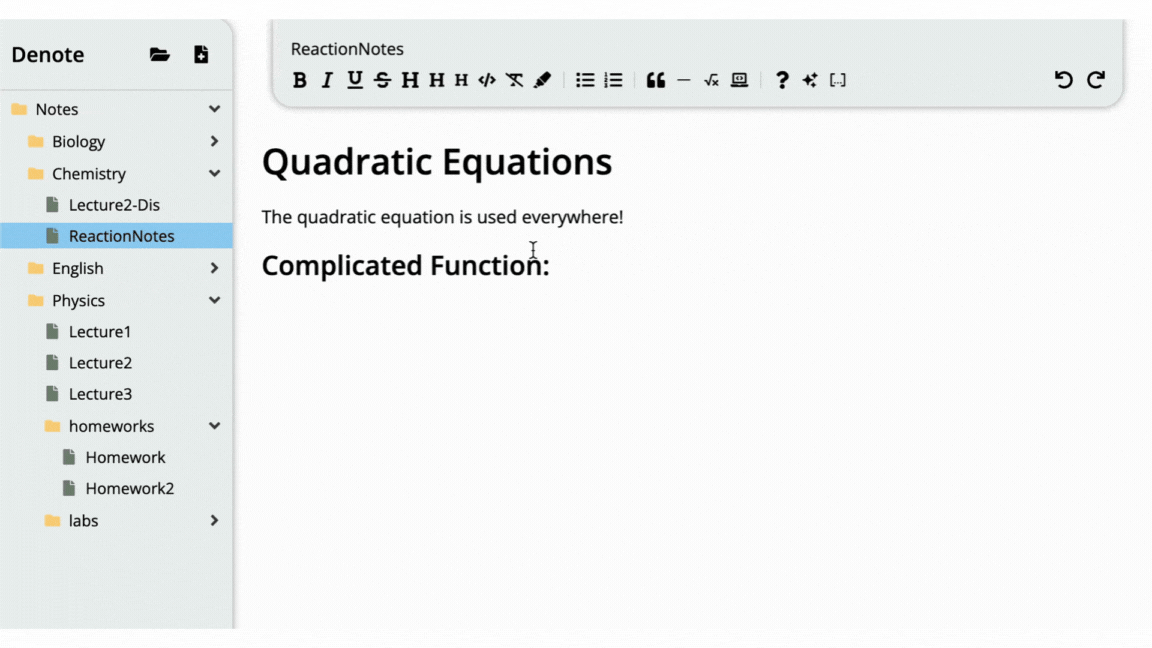 Denote
Notes
Biology
Chemistry
Lecture2-Dis
ReactionNotes
English
Physics
Lecture1
Lecture2
Lecture3
homeworks
Homework
Homework2
labs
ReactionNotes
B I U S H H H </> T √x ? [...]
Quadratic Equations
The quadratic equation is used everywhere!
Complicated Function: